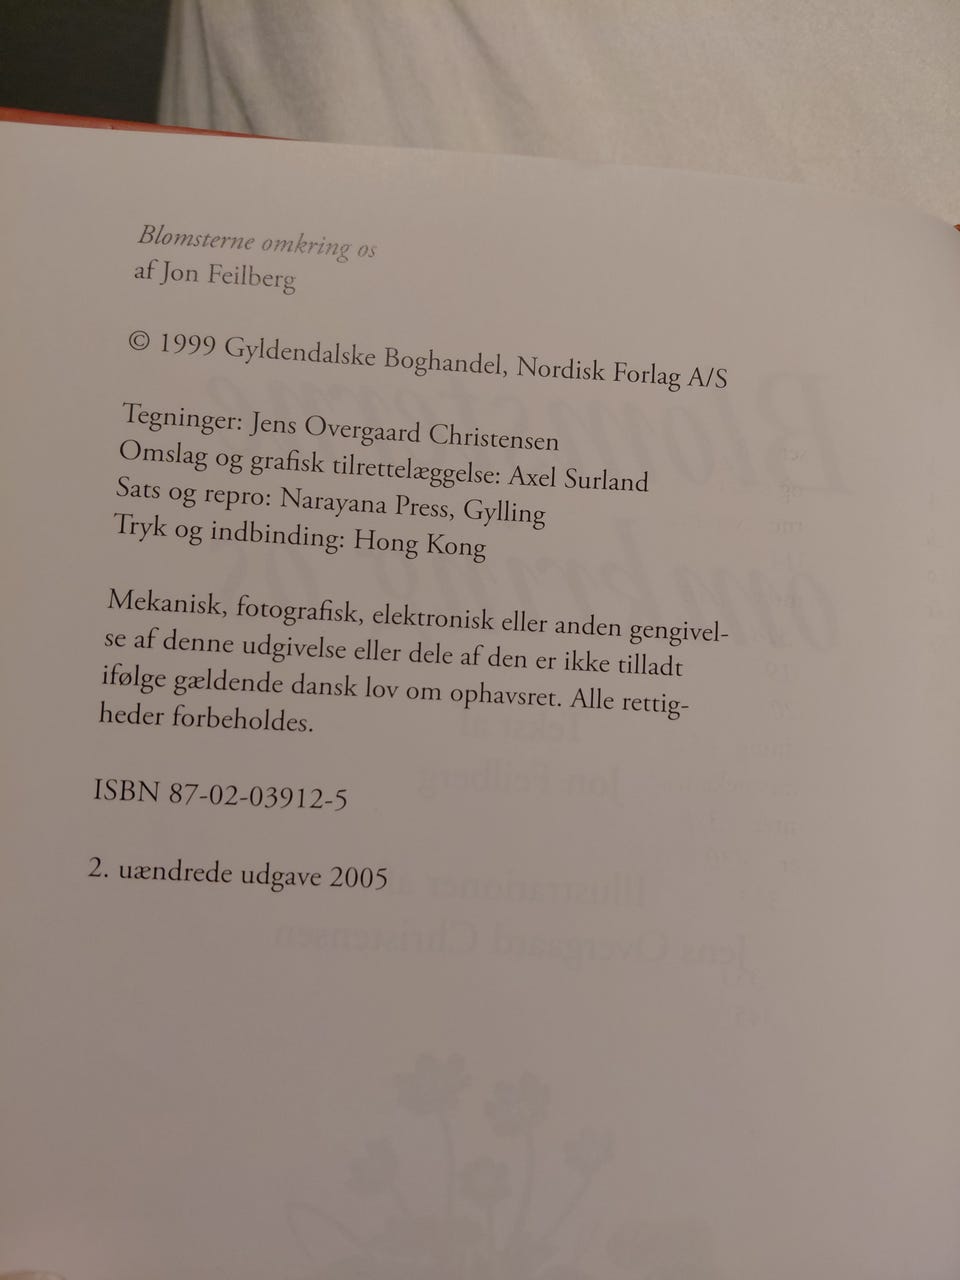 Blomsterne omkring os
af Jon Feilberg
© 1999 Gyldendalske Boghandel, Nordisk Forlag A/S
Tegninger: Jens Overgaard Christensen
Omslag og grafisk tilrettelæggelse: Axel Surland
Sats og repro: Narayana Press, Gylling
Tryk og indbinding: Hong Kong
Mekanisk, fotografisk, elektronisk eller anden gengivel-
se af denne udgivelse eller dele af den er ikke tilladt
ifølge gældende dansk lov om ophavsret. Alle rettig-
heder forbeholdes.
ISBN 87-02-03912-5
2. uændrede udgave 2005